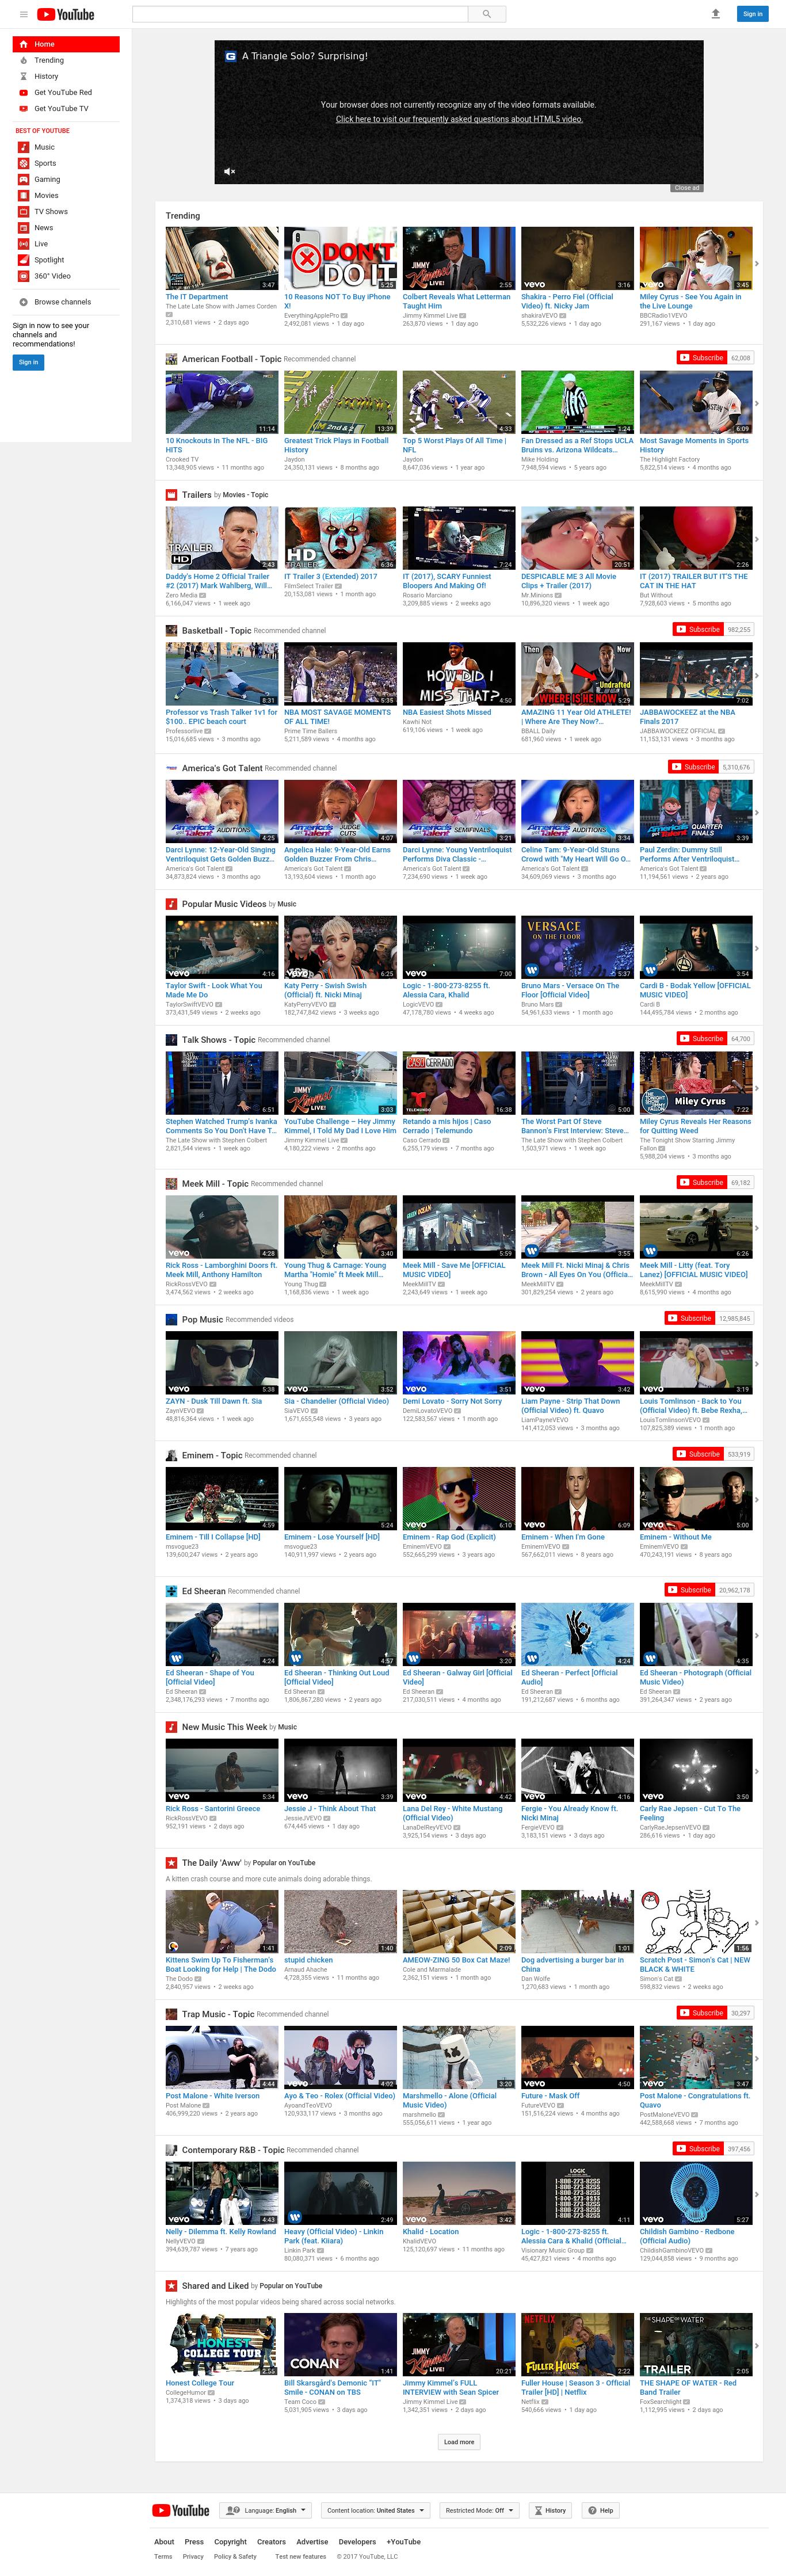 YouTube
Sign in
Home
Trending
History
Get YouTube Red
Get YouTube TV
BEST OF YOUTUBE
Music
Sports
Gaming
Movies
TV Shows
News
Live
Spotlight
360° Video
Browse channels
Sign in now to see your
channels and
recommendations!
Sign in
A Triangle Solo? Surprising!
Your browser does not currently recognize any of the video formats available.
Click here to visit our frequently asked questions about HTML5 video.
Close ad
Trending
The IT Department
The Late Late Show with James Corden
2,310,681 views • 2 days ago
10 Reasons NOT To Buy iPhone
X!
EverythingApplePro
2,492,081 views • 1 day ago
Colbert Reveals What Letterman
Taught Him
Jimmy Kimmel Live
263,870 views • 1 day ago
Shakira - Perro Fiel (Official
Video) ft. Nicky Jam
shakiraVEVO
5,532,226 views • 1 day ago
Miley Cyrus - See You Again in
the Live Lounge
BBCRadio1VEVO
291,167 views • 1 day ago
American Football - Topic Recommended channel
Subscribe 62,008
10 Knockouts In The NFL - BIG
HITS
Crooked TV
13,348,905 views • 11 months ago
Greatest Trick Plays in Football
History
Jaydon
24,350,131 views • 8 months ago
Top 5 Worst Plays Of All Time |
NFL
Jaydon
8,647,036 views • 1 year ago
Fan Dressed as a Ref Stops UCLA
Bruins vs. Arizona Wildcats...
Mike Holding
7,948,594 views • 5 years ago
Most Savage Moments in Sports
History
The Highlight Factory
5,822,514 views • 4 months ago
Trailers by Movies - Topic
Daddy's Home 2 Official Trailer
#2 (2017) Mark Wahlberg, Will...
Zero Media
6,166,047 views • 1 week ago
IT Trailer 3 (Extended) 2017
FilmSelect Trailer
20,153,081 views • 1 month ago
IT (2017), SCARY Funniest
Bloopers And Making Of!
Rosario Marciano
3,209,885 views • 2 weeks ago
DESPICABLE ME 3 All Movie
Clips + Trailer (2017)
Mr.Minions
10,896,320 views • 1 week ago
IT (2017) TRAILER BUT IT'S THE
CAT IN THE HAT
But Without
7,928,603 views • 5 months ago
Basketball - Topic Recommended channel
Subscribe 982,255
Professor vs Trash Talker 1v1 for
$100.. EPIC beach court
Professorlive
15,016,685 views • 3 months ago
NBA MOST SAVAGE MOMENTS
OF ALL TIME!
Prime Time Ballers
5,211,589 views • 4 months ago
NBA Easiest Shots Missed
Kawhi Not
619,106 views • 1 week ago
AMAZING 11 Year Old ATHLETE!
| Where Are They Now?...
BBALL Daily
681,960 views • 1 week ago
JABBAWOCKEEZ at the NBA
Finals 2017
JABBAWOCKEEZ OFFICIAL
11,153,131 views • 3 months ago
America's Got Talent Recommended channel
Subscribe 5,310,676
Darci Lynne: 12-Year-Old Singing
Ventriloquist Gets Golden Buzz...
America's Got Talent
34,873,824 views • 3 months ago
Angelica Hale: 9-Year-Old Earns
Golden Buzzer From Chris...
America's Got Talent
13,193,604 views • 1 month ago
Darci Lynne: Young Ventriloquist
Performs Diva Classic -...
America's Got Talent
7,234,690 views • 1 week ago
Celine Tam: 9-Year-Old Stuns
Crowd with "My Heart Will Go O...
America's Got Talent
34,609,069 views • 3 months ago
Paul Zerdin: Dummy Still
Performs After Ventriloquist...
America's Got Talent
11,194,561 views • 2 years ago
Popular Music Videos by Music
Taylor Swift - Look What You
Made Me Do
TaylorSwiftVEVO
373,431,549 views • 2 weeks ago
Katy Perry - Swish Swish
(Official) ft. Nicki Minaj
KatyPerryVEVO
182,747,842 views • 3 weeks ago
Logic - 1-800-273-8255 ft.
Alessia Cara, Khalid
LogicVEVO
47,178,780 views • 4 weeks ago
Bruno Mars - Versace On The
Floor [Official Video]
Bruno Mars
54,961,633 views • 1 month ago
Cardi B - Bodak Yellow [OFFICIAL
MUSIC VIDEO]
Cardi B
144,495,784 views • 2 months ago
Talk Shows - Topic Recommended channel
Subscribe 64,700
Stephen Watched Trump's Ivanka
Comments So You Don't Have T...
The Late Show with Stephen Colbert
2,821,544 views • 1 week ago
YouTube Challenge – Hey Jimmy
Kimmel, I Told My Dad I Love Him
Jimmy Kimmel Live
4,180,222 views • 2 months ago
Retando a mis hijos | Caso
Cerrado | Telemundo
Caso Cerrado
6,255,179 views • 7 months ago
The Worst Part Of Steve
Bannon's First Interview: Steve...
The Late Show with Stephen Colbert
1,503,971 views • 1 week ago
Miley Cyrus Reveals Her Reasons
for Quitting Weed
The Tonight Show Starring Jimmy
Fallon
5,988,204 views • 3 months ago
Meek Mill - Topic Recommended channel
Subscribe 69,182
Rick Ross - Lamborghini Doors ft.
Meek Mill, Anthony Hamilton
RickRossVEVO
3,474,562 views • 2 weeks ago
Young Thug & Carnage: Young
Martha "Homie" ft Meek Mill...
Young Thug
1,168,836 views • 1 week ago
Meek Mill - Save Me [OFFICIAL
MUSIC VIDEO]
MeekMillTV
2,243,649 views • 1 week ago
Meek Mill Ft. Nicki Minaj & Chris
Brown - All Eyes On You (Officia...
MeekMillTV
301,829,254 views • 2 years ago
Meek Mill - Litty (feat. Tory
Lanez) [OFFICIAL MUSIC VIDEO]
MeekMillTV
8,615,990 views • 4 months ago
Pop Music Recommended videos
Subscribe 12,985,845
ZAYN - Dusk Till Dawn ft. Sia
ZaynVEVO
48,816,364 views • 1 week ago
Sia - Chandelier (Official Video)
SiaVEVO
1,671,655,548 views • 3 years ago
Demi Lovato - Sorry Not Sorry
DemiLovatoVEVO
122,583,567 views • 1 month ago
Liam Payne - Strip That Down
(Official Video) ft. Quavo
LiamPayneVEVO
141,412,053 views • 3 months ago
Louis Tomlinson - Back to You
(Official Video) ft. Bebe Rexha,...
LouisTomlinsonVEVO
107,825,389 views • 1 month ago
Eminem - Topic Recommended channel
Subscribe 533,919
Eminem - Till I Collapse [HD]
msvogue23
139,600,247 views • 2 years ago
Eminem - Lose Yourself [HD]
msvogue23
140,911,997 views • 2 years ago
Eminem - Rap God (Explicit)
EminemVEVO
552,665,299 views • 3 years ago
Eminem - When I'm Gone
EminemVEVO
567,662,011 views • 8 years ago
Eminem - Without Me
EminemVEVO
470,243,191 views • 8 years ago
Ed Sheeran Recommended channel
Subscribe 20,962,178
Ed Sheeran - Shape of You
[Official Video]
Ed Sheeran
2,348,176,293 views • 7 months ago
Ed Sheeran - Thinking Out Loud
[Official Video]
Ed Sheeran
1,806,867,280 views • 2 years ago
Ed Sheeran - Galway Girl [Official
Video]
Ed Sheeran
217,030,511 views • 4 months ago
Ed Sheeran - Perfect [Official
Audio]
Ed Sheeran
191,212,687 views • 6 months ago
Ed Sheeran - Photograph (Official
Music Video)
Ed Sheeran
391,264,347 views • 2 years ago
New Music This Week by Music
Rick Ross - Santorini Greece
RickRossVEVO
952,191 views • 2 days ago
Jessie J - Think About That
JessieJVEVO
674,445 views • 1 day ago
Lana Del Rey - White Mustang
(Official Video)
LanaDelReyVEVO
3,925,154 views • 3 days ago
Fergie - You Already Know ft.
Nicki Minaj
FergieVEVO
3,183,151 views • 3 days ago
Carly Rae Jepsen - Cut To The
Feeling
CarlyRaeJepsenVEVO
286,616 views • 1 day ago
The Daily 'Aww' by Popular on YouTube
A kitten crash course and more cute animals doing adorable things.
Kittens Swim Up To Fisherman's
Boat Looking for Help | The Dodo
The Dodo
2,840,957 views • 2 weeks ago
stupid chicken
Arnaud Ahache
4,728,355 views • 11 months ago
AMEOW-ZING 50 Box Cat Maze!
Cole and Marmalade
2,362,151 views • 1 month ago
Dog advertising a burger bar in
China
Dan Wolfe
1,270,683 views • 1 month ago
Scratch Post - Simon's Cat | NEW
BLACK & WHITE
Simon's Cat
598,832 views • 2 weeks ago
Trap Music - Topic Recommended channel
Subscribe 30,297
Post Malone - White Iverson
Post Malone
406,999,220 views • 2 years ago
Ayo & Teo - Rolex (Official Video)
AyoandTeoVEVO
120,933,117 views • 3 months ago
Marshmello - Alone (Official
Music Video)
marshmello
555,056,611 views • 1 year ago
Future - Mask Off
FutureVEVO
151,516,224 views • 4 months ago
Post Malone - Congratulations ft.
Quavo
PostMaloneVEVO
442,588,668 views • 7 months ago
Contemporary R&B - Topic Recommended channel
Subscribe 397,456
Nelly - Dilemma ft. Kelly Rowland
NellyVEVO
394,639,787 views • 7 years ago
Heavy (Official Video) - Linkin
Park (feat. Kiiara)
Linkin Park
80,080,371 views • 6 months ago
Khalid - Location
KhalidVEVO
125,120,697 views • 11 months ago
Logic - 1-800-273-8255 ft.
Alessia Cara & Khalid (Official...
Visionary Music Group
45,427,821 views • 4 months ago
Childish Gambino - Redbone
(Official Audio)
ChildishGambinoVEVO
129,044,858 views • 9 months ago
Shared and Liked by Popular on YouTube
Highlights of the most popular videos being shared across social networks.
Honest College Tour
CollegeHumor
1,374,318 views • 3 days ago
Bill Skarsgård's Demonic "IT"
Smile - CONAN on TBS
Team Coco
5,031,905 views • 3 days ago
Jimmy Kimmel's FULL
INTERVIEW with Sean Spicer
Jimmy Kimmel Live
1,342,351 views • 2 days ago
Fuller House | Season 3 - Official
Trailer [HD] | Netflix
Netflix
540,666 views • 1 day ago
THE SHAPE OF WATER - Red
Band Trailer
FoxSearchlight
1,112,995 views • 2 days ago
Load more
YouTube
Language: English
Content location: United States
Restricted Mode: Off
History
Help
About Press Copyright Creators Advertise Developers +YouTube
Terms Privacy Policy & Safety Test new features © 2017 YouTube, LLC